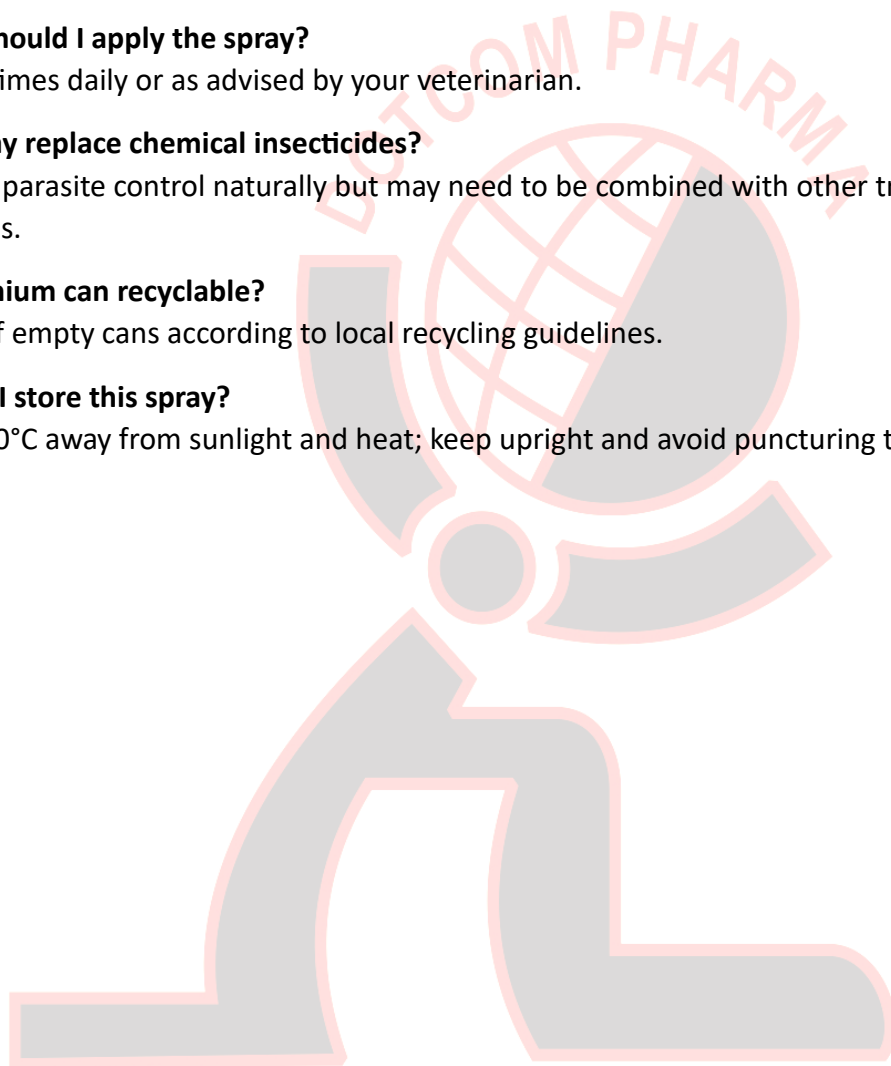 hould I apply the spray?
imes daily or as advised by your veterinarian.
y replace chemical insecticides?
parasite control naturally but may need to be combined with other tr
s.
nium can recyclable?
f empty cans according to local recycling guidelines.
I store this spray?
0°C away from sunlight and heat; keep upright and avoid puncturing t
DOTCOM PHARMA